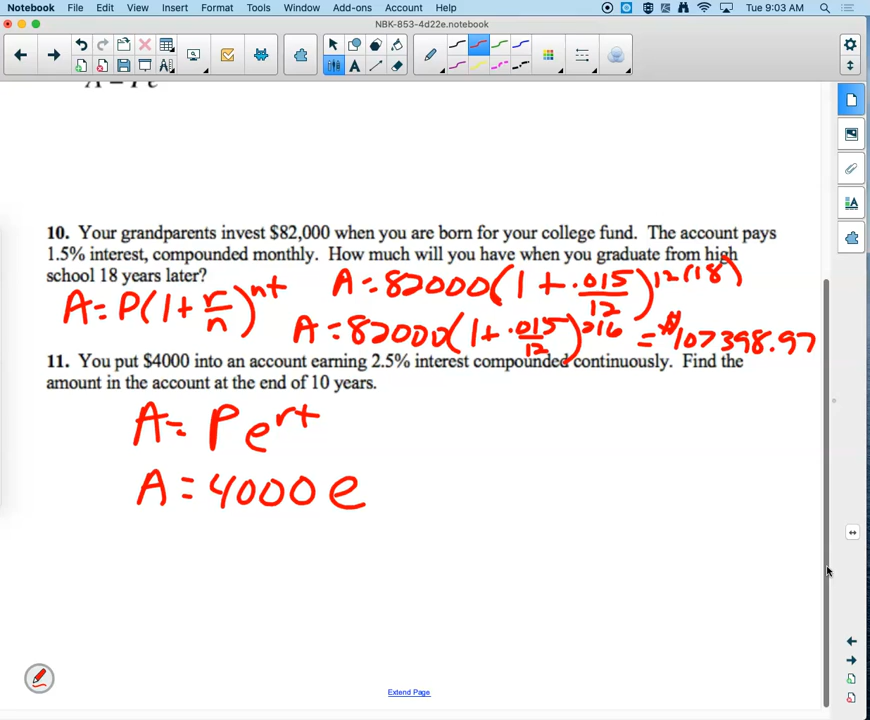 Notebook File Edit View Insert Format Tools Window Add-ons Account Help Tue 9:03 AM
NBK-853-4d22e.notebook
A = P e
10. Your grandparents invest $82,000 when you are born for your college fund. The account pays
1.5% interest, compounded monthly. How much will you have when you graduate from high
school 18 years later?
A=82000(1+.015/12)^12(18)
A=P(1+r/n)^nt
A=82000(1+.015/12)^216 = $107398.97
11. You put $4000 into an account earning 2.5% interest compounded continuously. Find the
amount in the account at the end of 10 years.
A=Pe^rt
A=4000e
Extend Page